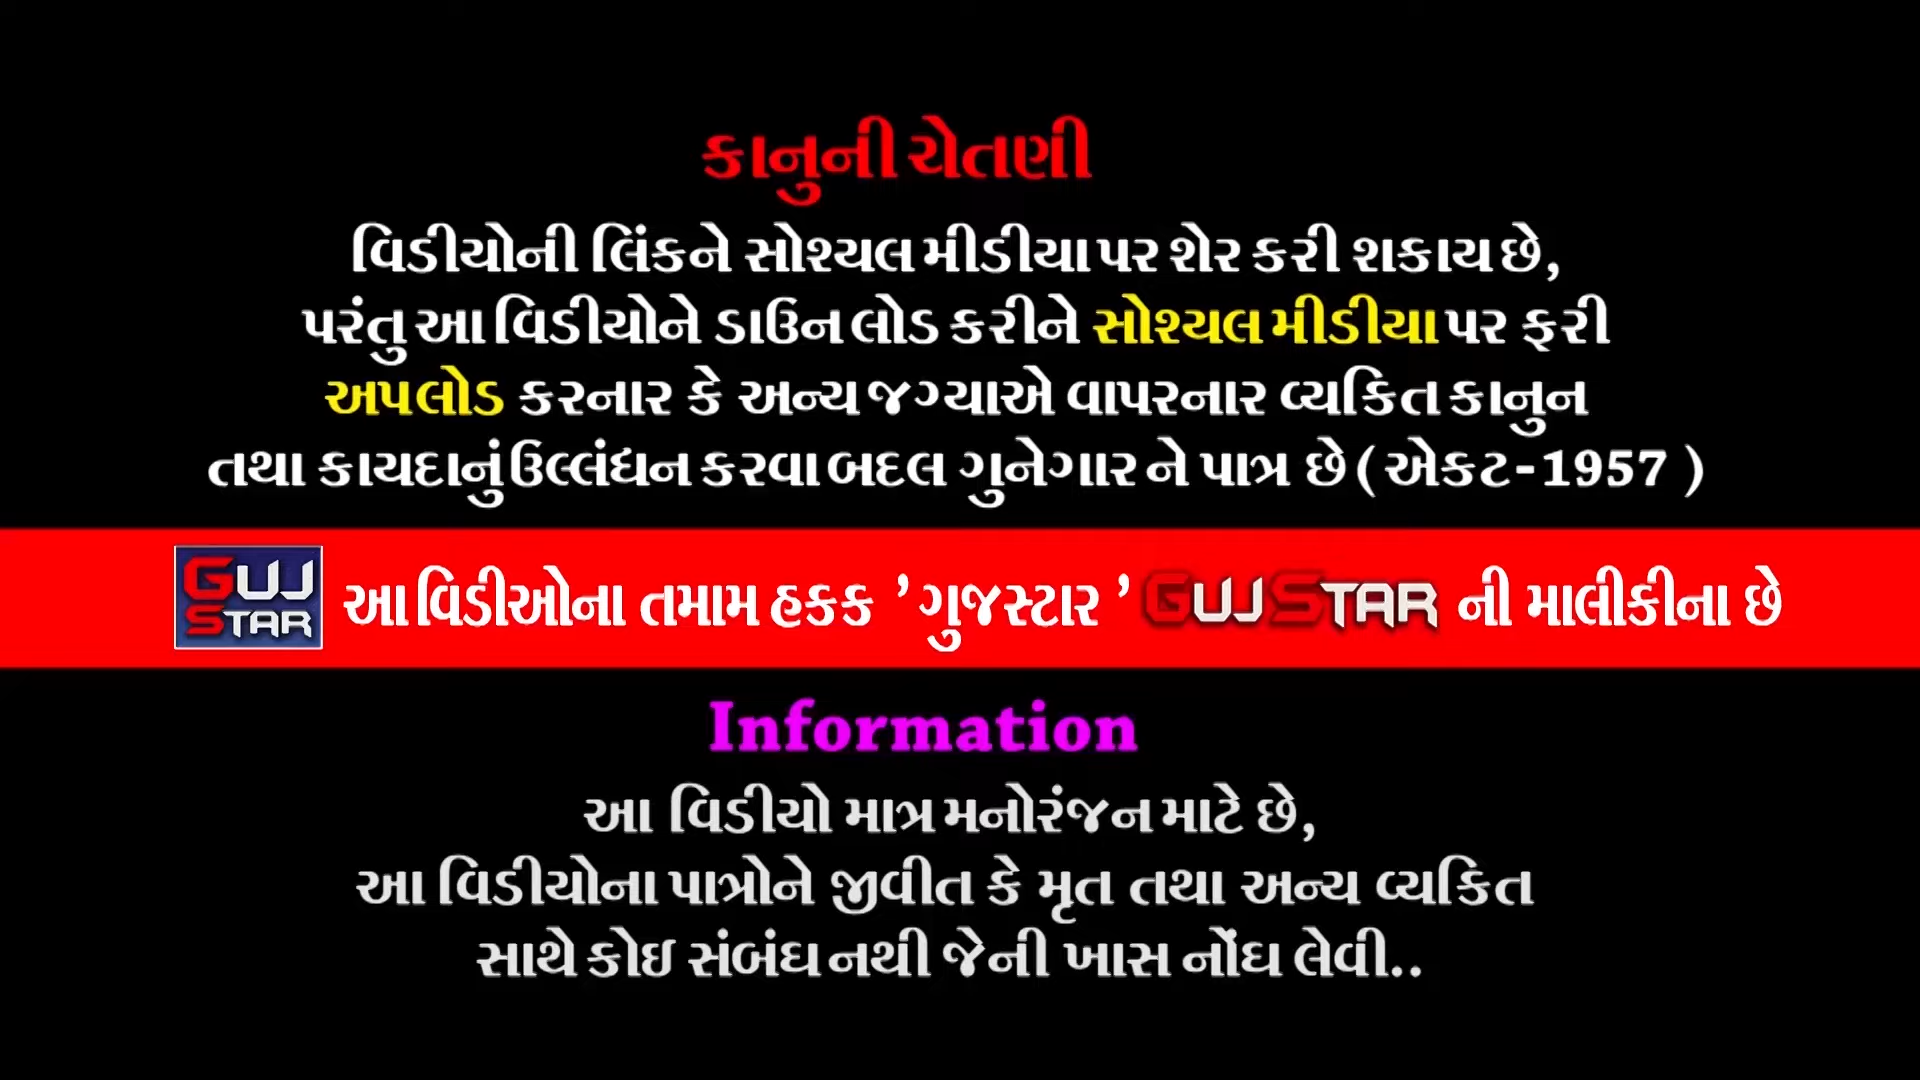 કાનુની ચેતણી
વિડીયોની લિંકને સોશ્યલ મીડીયા પર શેર કરી શકાય છે,
પરંતુ આ વિડીયોને ડાઉન લોડ કરીને સોશ્યલ મીડીયા પર ફરી
અપલોડ કરનાર કે અન્ય જગ્યાએ વાપરનાર વ્યકિત કાનુન
તથા કાયદાનું ઉલ્લંઘન કરવા બદલ ગુનેગાર ને પાત્ર છે ( એકટ-1957 )
GUJ STAR આ વિડીઓના તમામ હકક ' ગુજસ્ટાર ' GUJ STAR ની માલીકીના છે
Information
આ વિડીયો માત્ર મનોરંજન માટે છે,
આ વિડીયોના પાત્રોને જીવીત કે મૃત તથા અન્ય વ્યકિત
સાથે કોઇ સંબંઘ નથી જેની ખાસ નોંઘ લેવી..